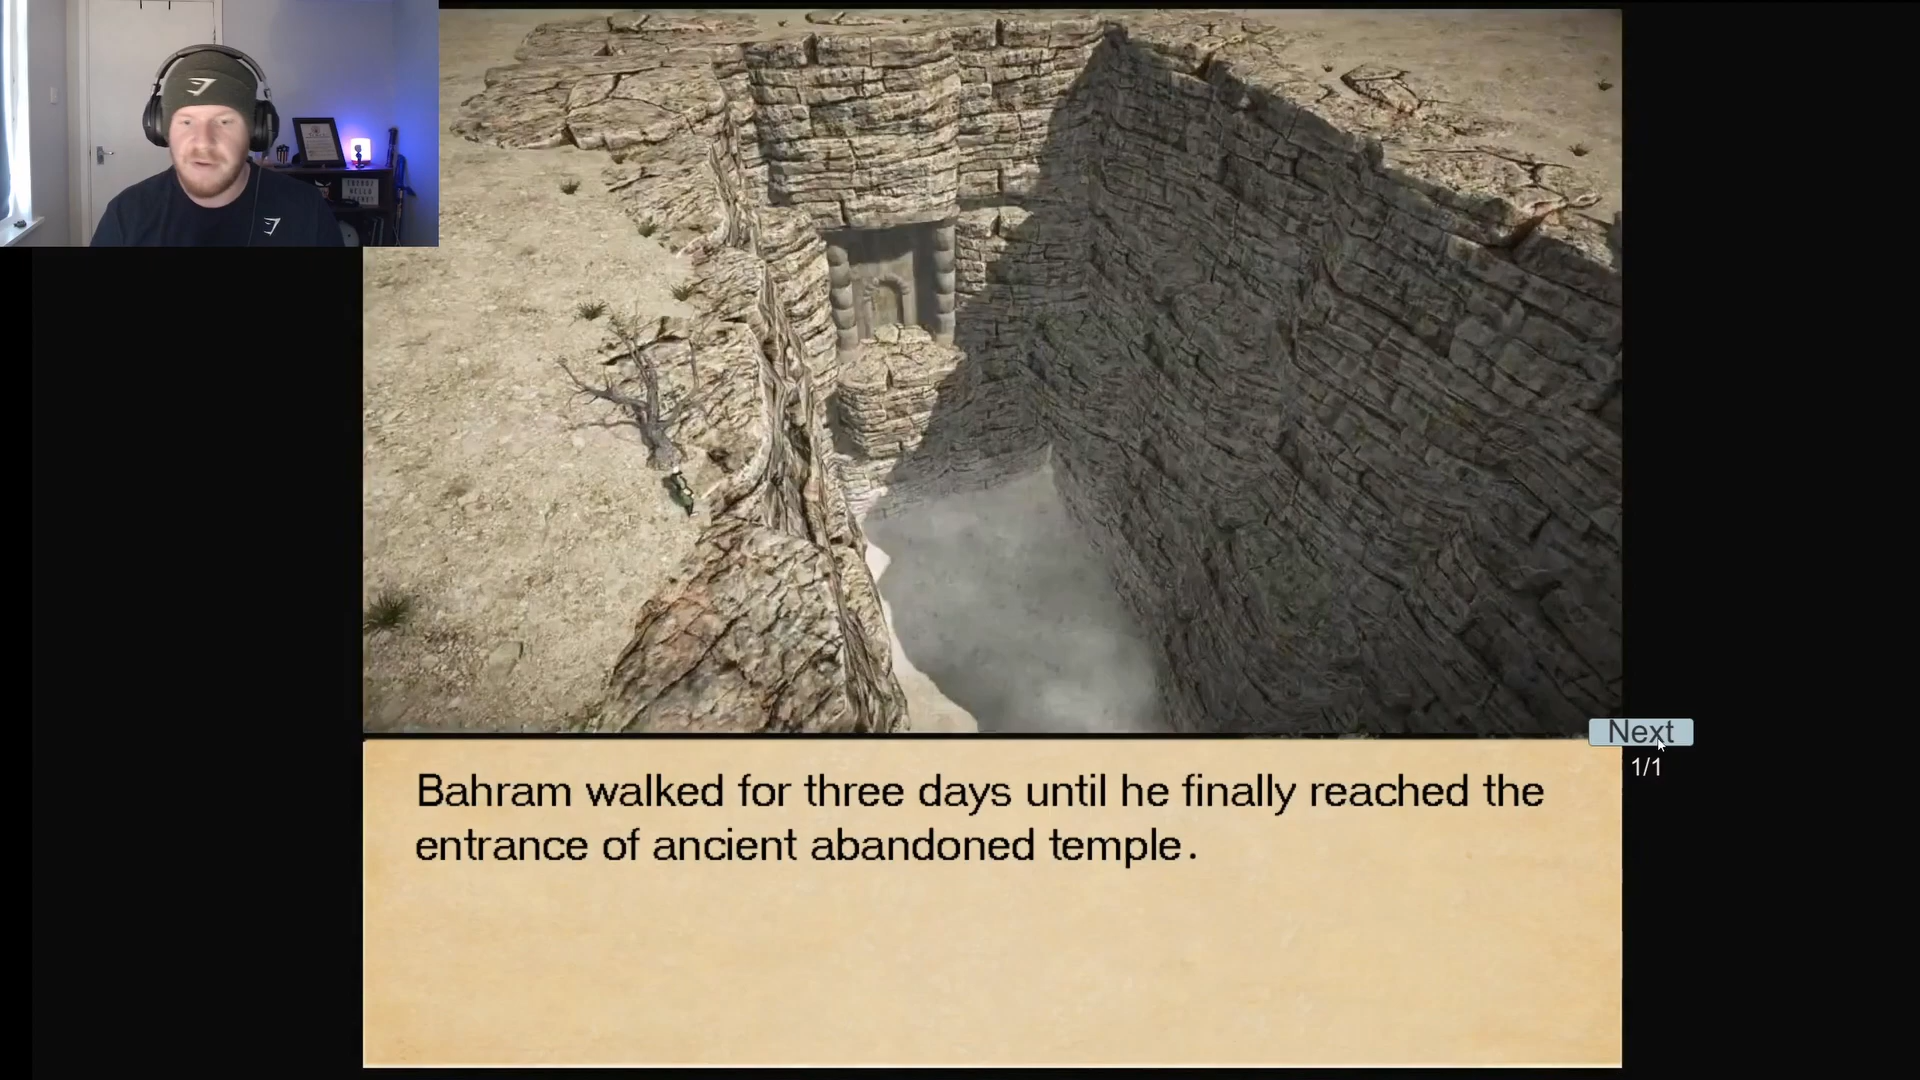 Bahram walked for three days until he finally reached the
entrance of ancient abandoned temple.
Next
1/1